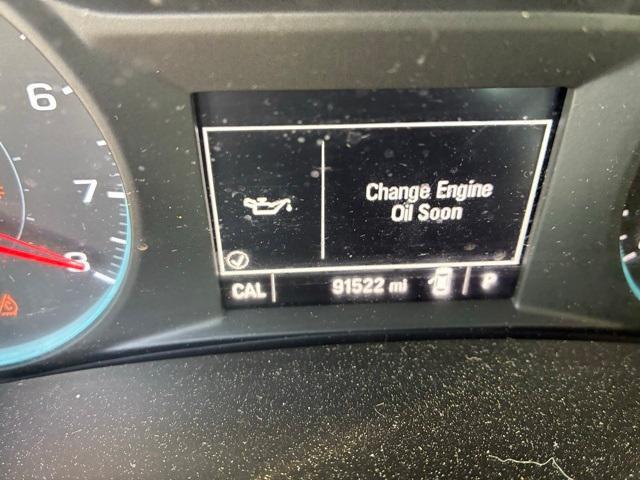 6
7
8
Change Engine
Oil Soon
CAL
91522 mi
P